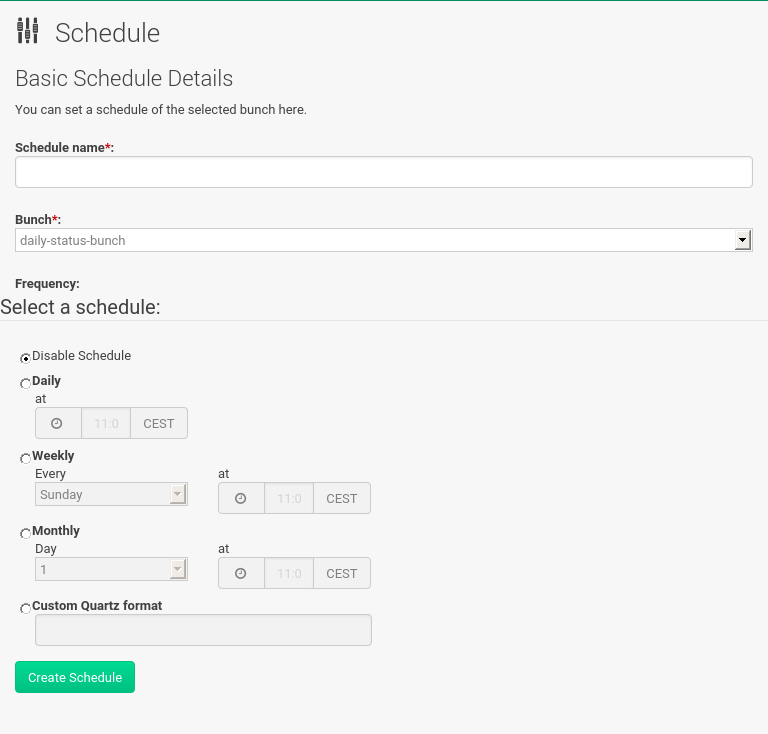 Schedule
Basic Schedule Details
You can set a schedule of the selected bunch here.
Schedule name*:
Bunch*:
daily-status-bunch
Frequency:
Select a schedule:
Disable Schedule
Daily
at
11:0 CEST
Weekly
Every at
Sunday 11:0 CEST
Monthly
Day at
1 11:0 CEST
Custom Quartz format
Create Schedule